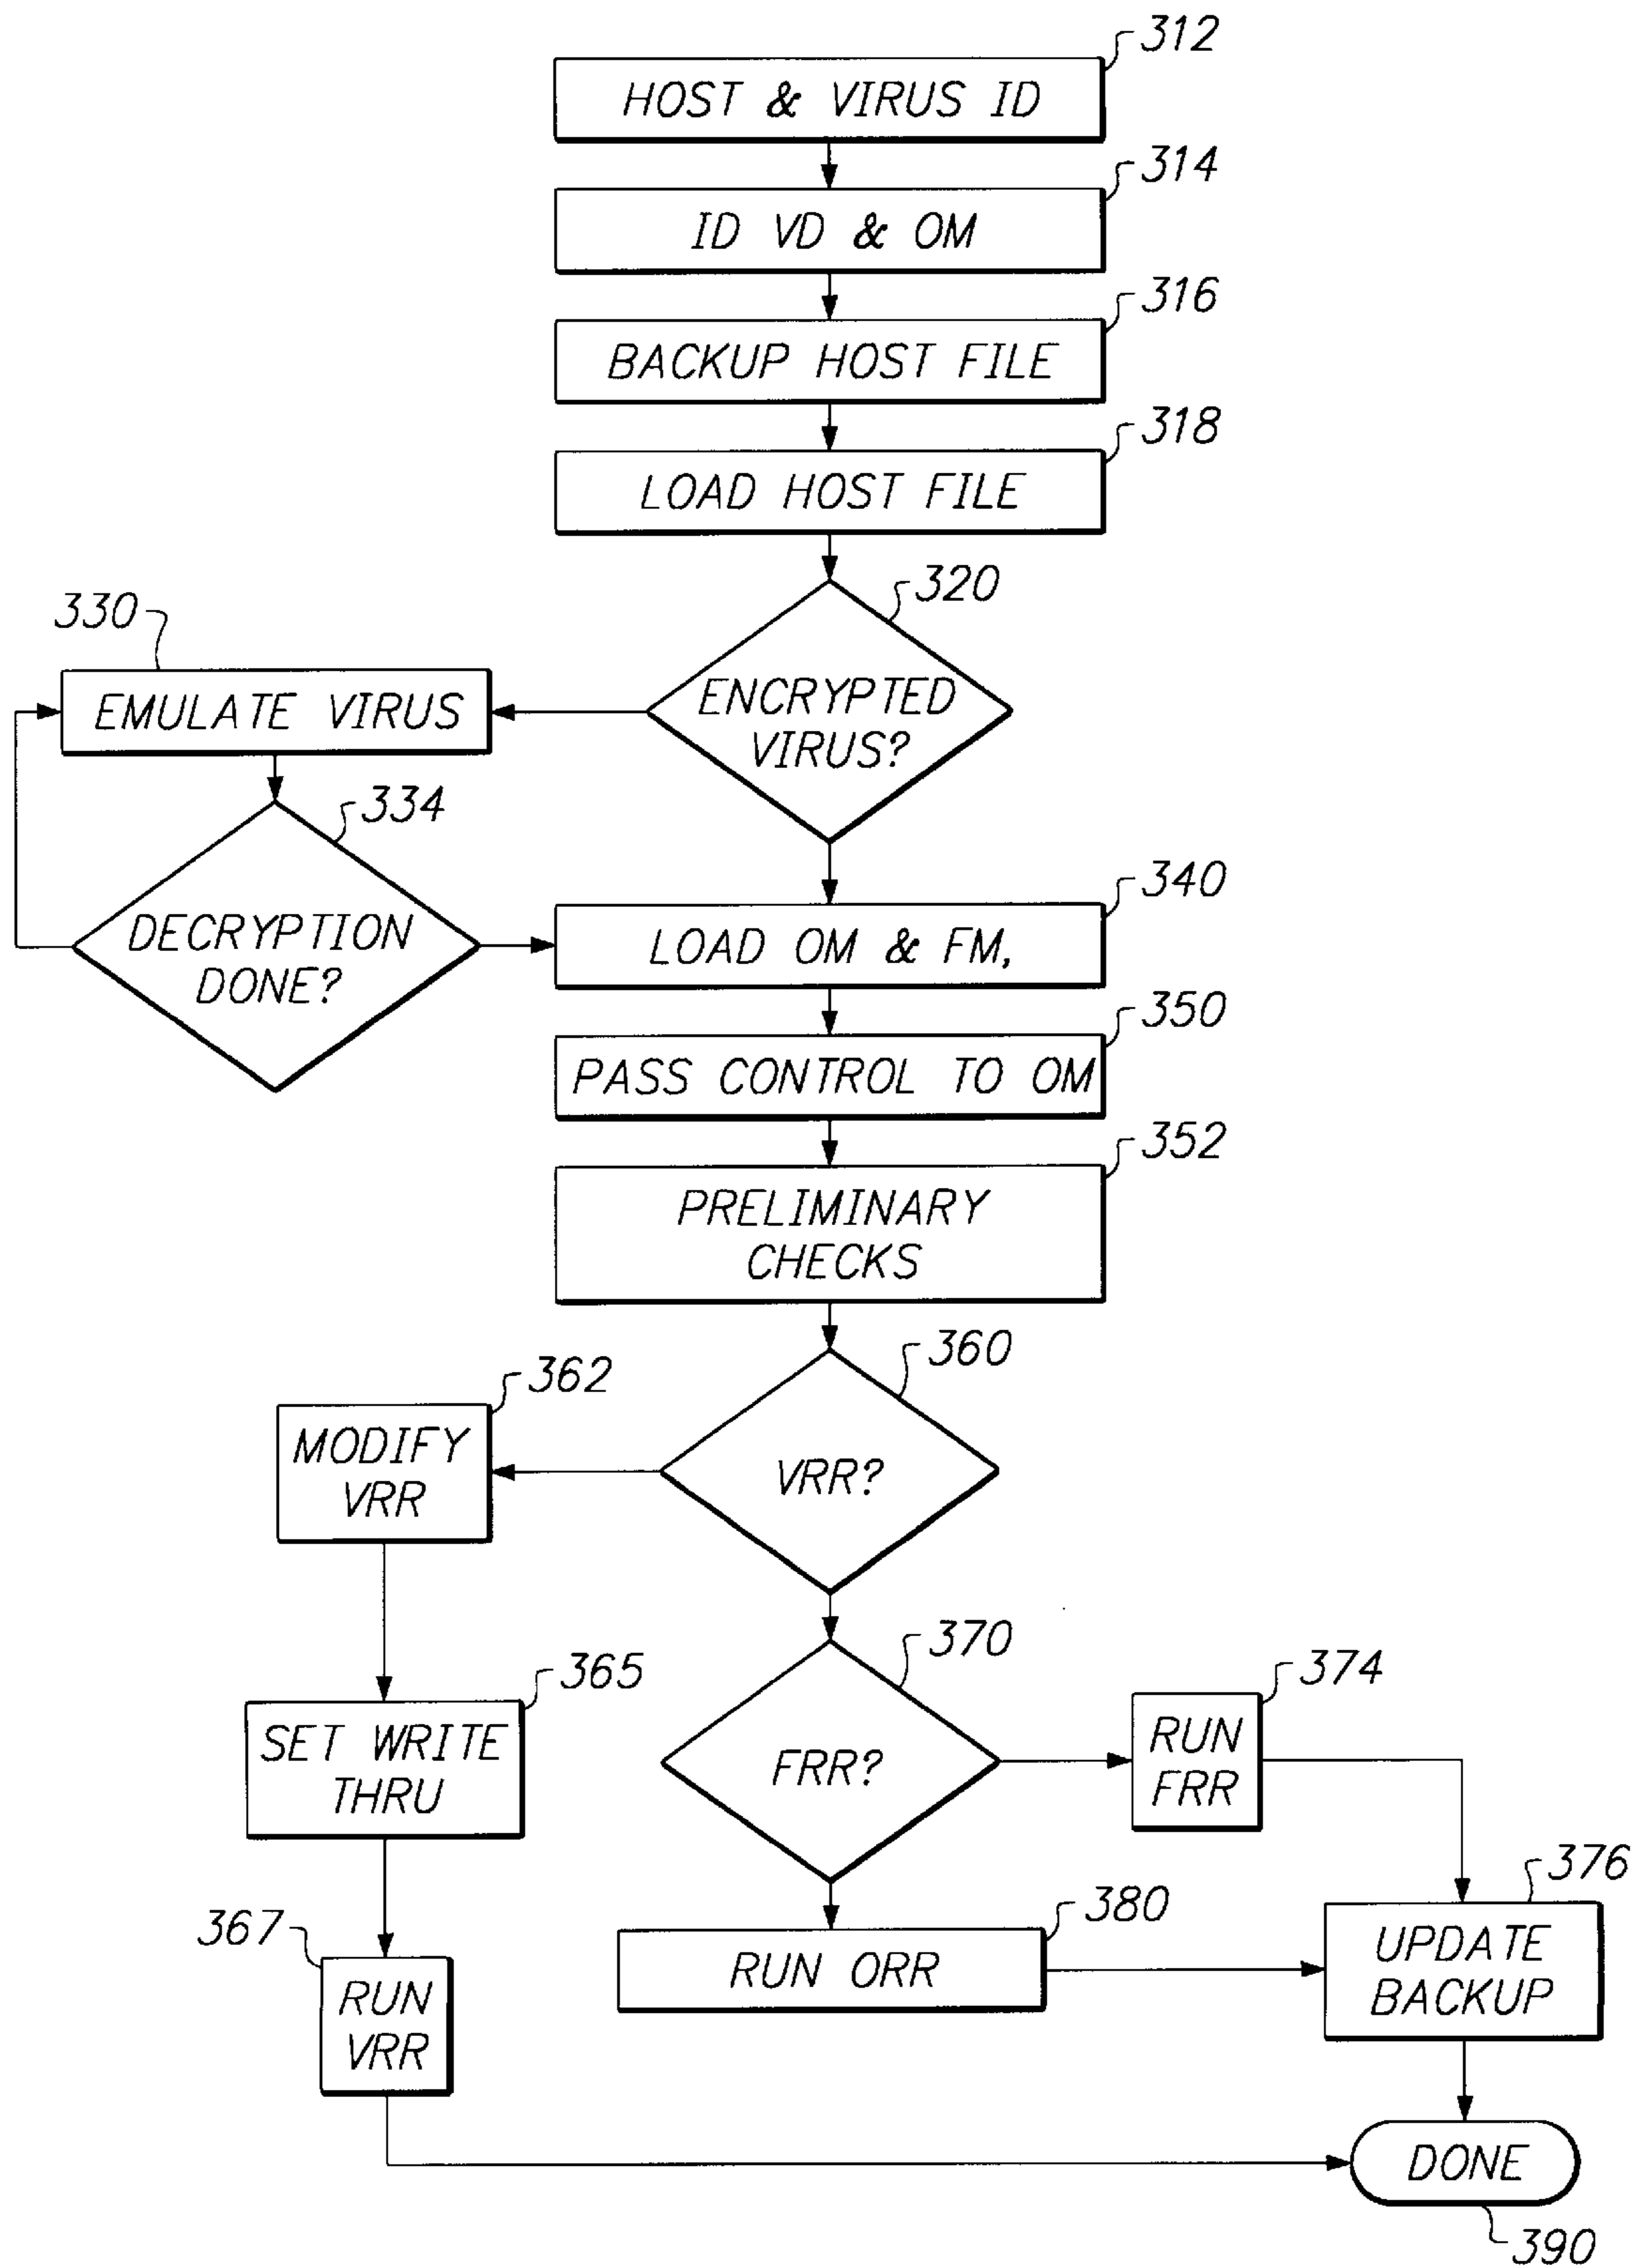 312
HOST & VIRUS ID
314
ID VD & OM
316
BACKUP HOST FILE
318
LOAD HOST FILE
320
ENCRYPTED
VIRUS?
330
EMULATE VIRUS
334
DECRYPTION
DONE?
340
LOAD OM & FM,
350
PASS CONTROL TO OM
352
PRELIMINARY
CHECKS
360
VRR?
362
MODIFY
VRR
365
SET WRITE
THRU
367
RUN
VRR
370
FRR?
374
RUN
FRR
376
UPDATE
BACKUP
380
RUN ORR
DONE
390